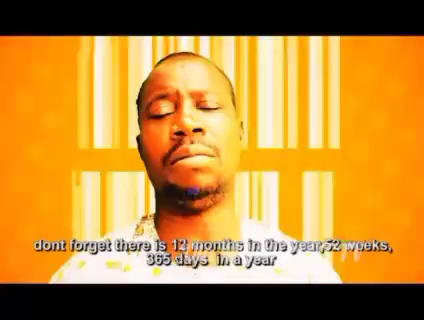 dont forget there is 12 months in the year,52 weeks,
365 days in a year